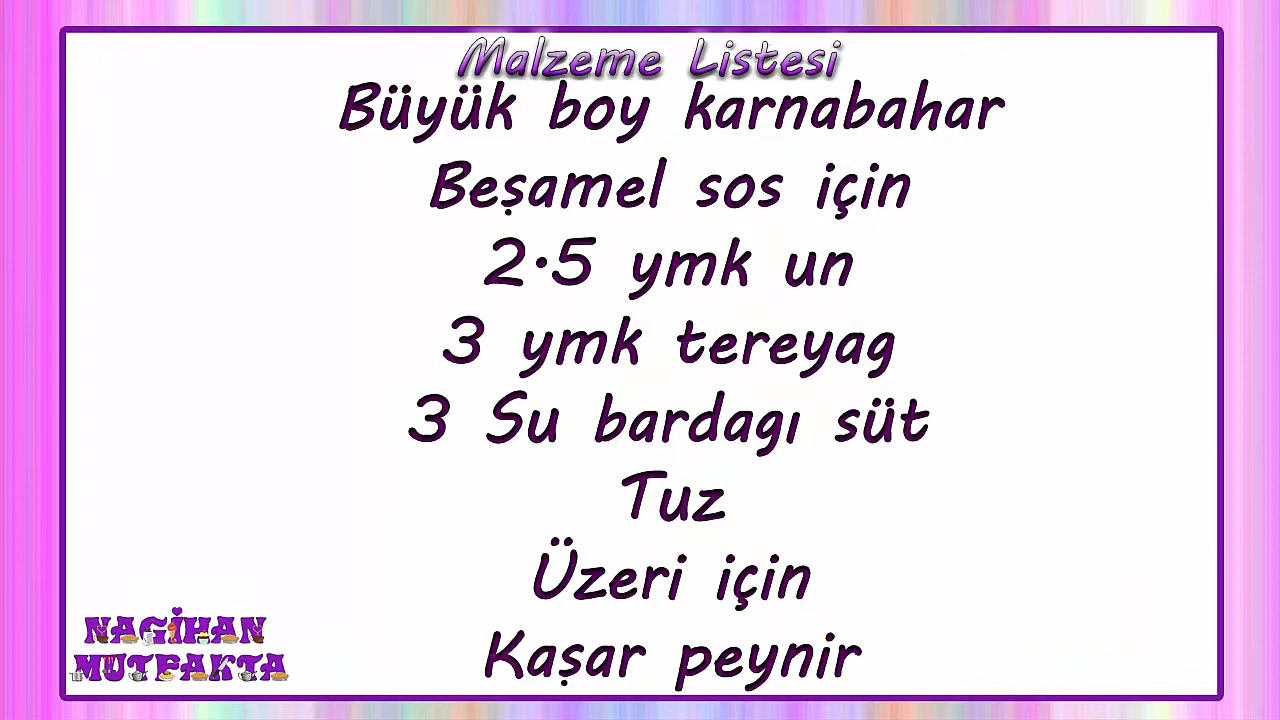 Malzeme Listesi
Büyük boy karnabahar
Beşamel sos için
2.5 ymk un
3 ymk tereyag
3 Su bardagı süt
Tuz
Üzeri için
Kaşar peynir
NAGİHAN
MUTFAKTA